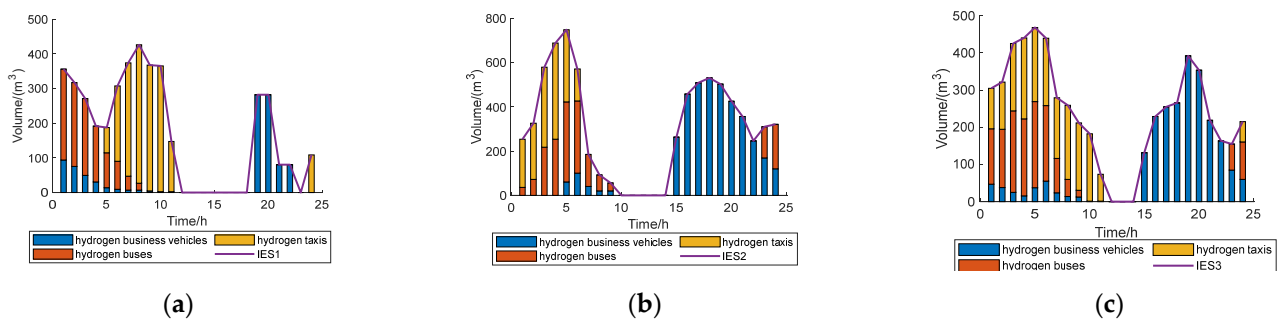 500
400
300
200
100
0
Volume/(m³)
0 5 10 15 20 25
Time/h
hydrogen business vehicles
hydrogen taxis
hydrogen buses
IES1
(a)
800
600
400
200
0
Volume/(m³)
0 5 10 15 20 25
Time/h
hydrogen business vehicles
hydrogen taxis
hydrogen buses
IES2
(b)
500
400
300
200
100
0
Volume/(m³)
0 5 10 15 20 25
Time/h
hydrogen business vehicles
hydrogen taxis
hydrogen buses
IES3
(c)